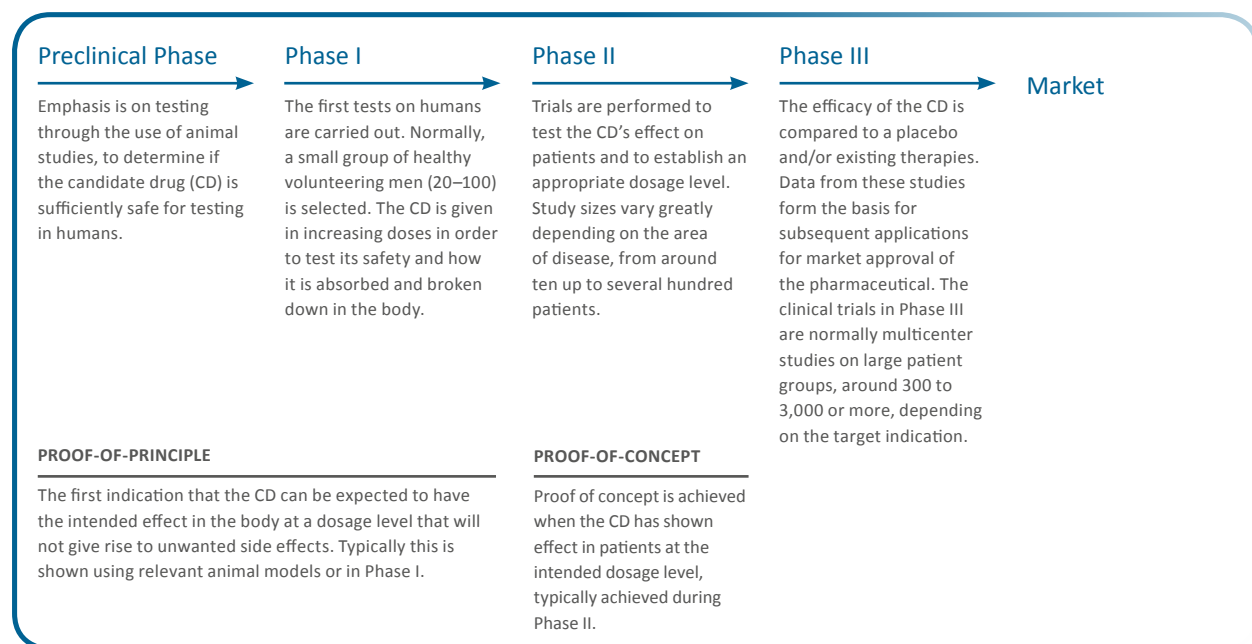 Preclinical Phase
Emphasis is on testing
through the use of animal
studies, to determine if
the candidate drug (CD) is
sufficiently safe for testing
in humans.
Phase I
The first tests on humans
are carried out. Normally,
a small group of healthy
volunteering men (20–100)
is selected. The CD is given
in increasing doses in order
to test its safety and how
it is absorbed and broken
down in the body.
Phase II
Trials are performed to
test the CD’s effect on
patients and to establish an
appropriate dosage level.
Study sizes vary greatly
depending on the area
of disease, from around
ten up to several hundred
patients.
Phase III
The efficacy of the CD is
compared to a placebo
and/or existing therapies.
Data from these studies
form the basis for
subsequent applications
for market approval of
the pharmaceutical. The
clinical trials in Phase III
are normally multicenter
studies on large patient
groups, around 300 to
3,000 or more, depending
on the target indication.
Market
PROOF-OF-PRINCIPLE
The first indication that the CD can be expected to have
the intended effect in the body at a dosage level that will
not give rise to unwanted side effects. Typically this is
shown using relevant animal models or in Phase I.
PROOF-OF-CONCEPT
Proof of concept is achieved
when the CD has shown
effect in patients at the
intended dosage level,
typically achieved during
Phase II.